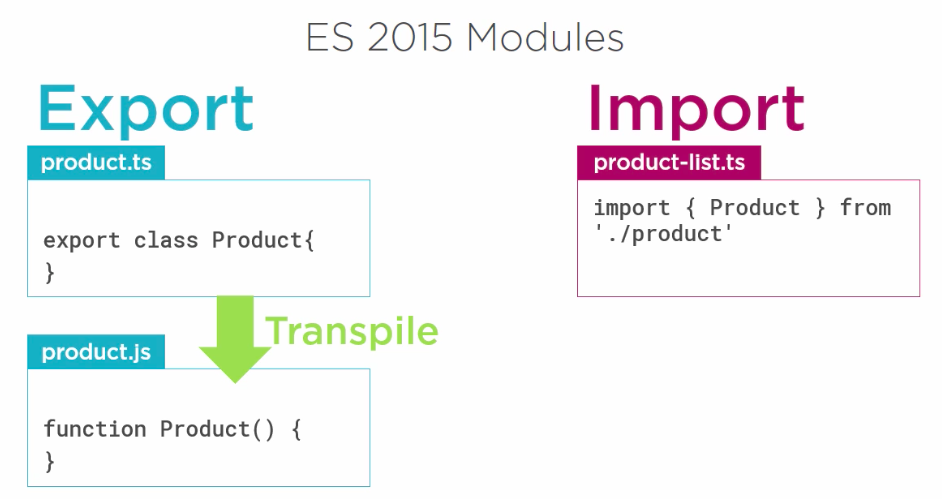 ES 2015 Modules
Export
product.ts
export class Product{
}
Transpile
product.js
function Product() {
}
Import
product-list.ts
import { Product } from
'./product'